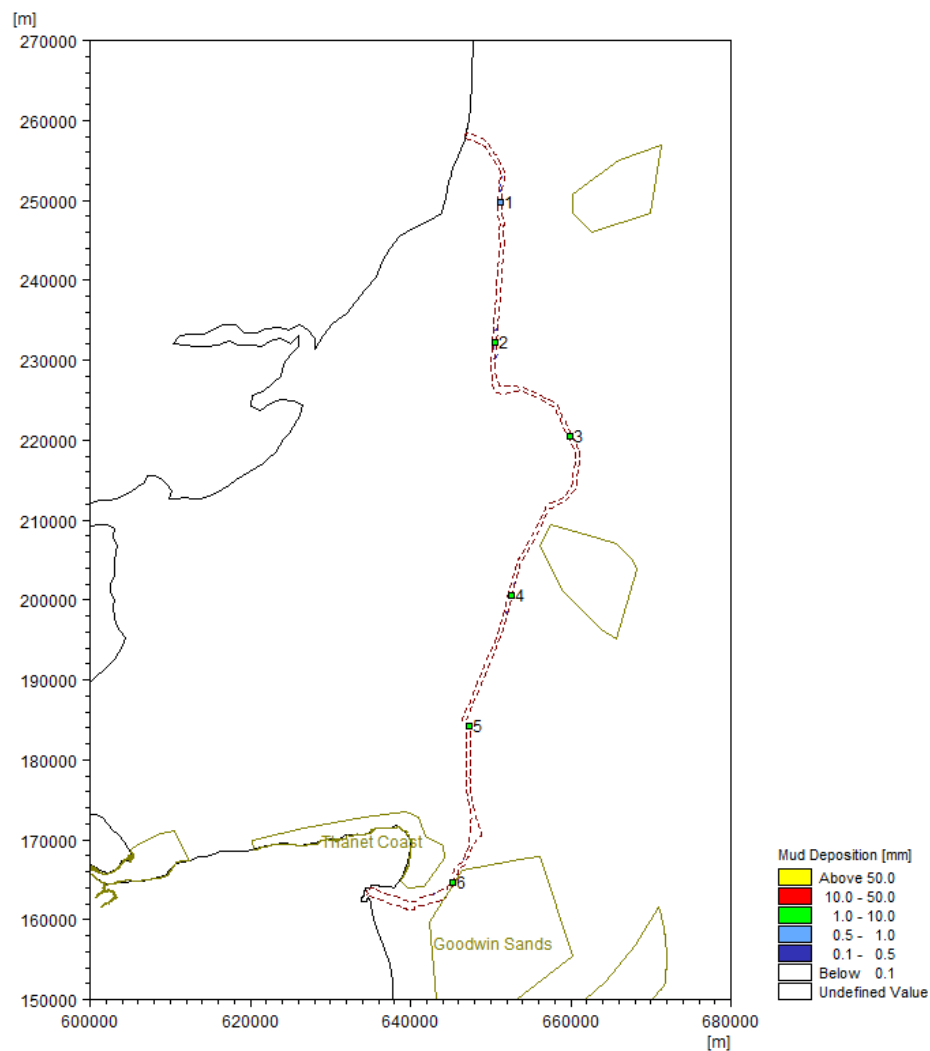 [m]
270000
260000
250000
1
240000
230000
2
220000
3
210000
200000
4
190000
5
180000
170000
Thanet Coast
6
160000
Goodwin Sands
150000
600000 620000 640000 660000 680000
[m]
Mud Deposition [mm]
Above 50.0
10.0 - 50.0
1.0 - 10.0
0.5 - 1.0
0.1 - 0.5
Below 0.1
Undefined Value